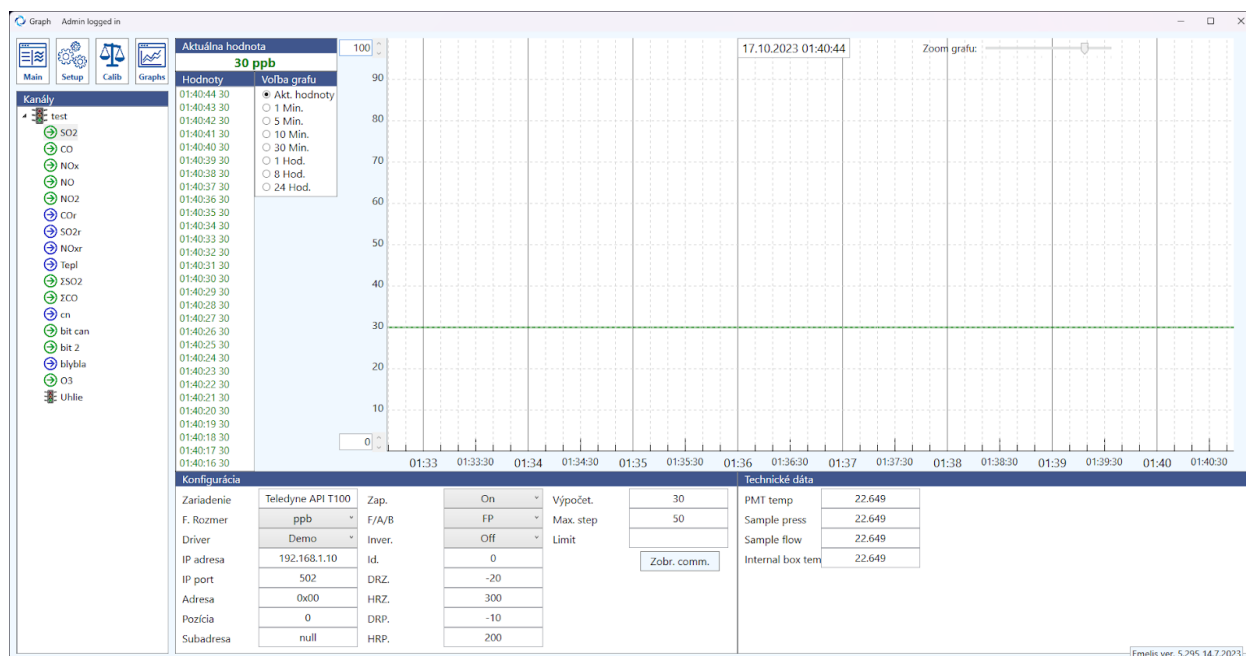 Graph Admin logged in
Main Setup Calib Graphs
Kanály
test
SO2
CO
NOx
NO
NO2
COr
SO2r
NOxr
Tepl
ΣSO2
ΣCO
cn
bit can
bit 2
blybla
O3
Uhlie
Aktuálna hodnota
30 ppb
Hodnoty
01:40:44 30
01:40:43 30
01:40:42 30
01:40:41 30
01:40:40 30
01:40:39 30
01:40:38 30
01:40:37 30
01:40:36 30
01:40:35 30
01:40:34 30
01:40:33 30
01:40:32 30
01:40:31 30
01:40:30 30
01:40:29 30
01:40:28 30
01:40:27 30
01:40:26 30
01:40:25 30
01:40:24 30
01:40:23 30
01:40:22 30
01:40:21 30
01:40:20 30
01:40:19 30
01:40:18 30
01:40:17 30
01:40:16 30
Voľba grafu
Akt. hodnoty
1 Min.
5 Min.
10 Min.
30 Min.
1 Hod.
8 Hod.
24 Hod.
17.10.2023 01:40:44
Zoom grafu:
100
90
80
70
60
50
40
30
20
10
0
01:33 01:33:30 01:34 01:34:30 01:35 01:35:30 01:36 01:36:30 01:37 01:37:30 01:38 01:38:30 01:39 01:39:30 01:40 01:40:30
Konfigurácia
Zariadenie Teledyne API T100
F. Rozmer ppb
Driver Demo
IP adresa 192.168.1.10
IP port 502
Adresa 0x00
Pozícia 0
Subadresa null
Zap. On
F/A/B FP
Inver. Off
Id. 0
DRZ. -20
HRZ. 300
DRP. -10
HRP. 200
Výpočet. 30
Max. step 50
Limit
Zobr. comm.
Technické dáta
PMT temp 22.649
Sample press 22.649
Sample flow 22.649
Internal box tem 22.649
Emelis ver. 5.295 14.7.2023